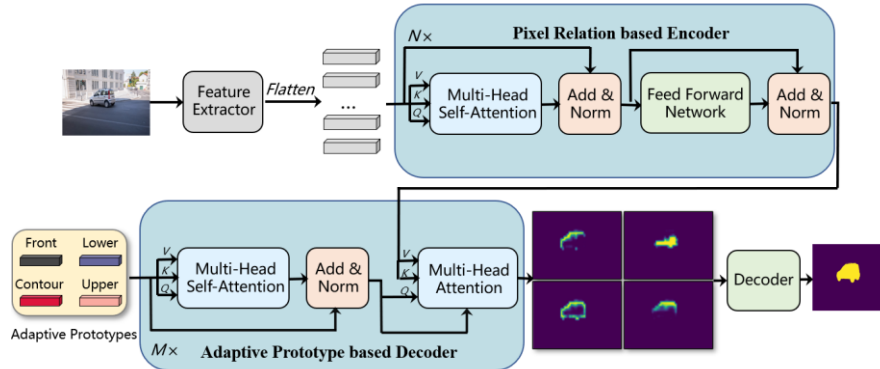 N×
Pixel Relation based Encoder
Feature
Extractor
Flatten
...
V
K
Q
Multi-Head
Self-Attention
Add &
Norm
Feed Forward
Network
Add &
Norm
Front
Lower
Contour
Upper
Adaptive Prototypes
V
K
Q
Multi-Head
Self-Attention
Add &
Norm
V
K
Q
Multi-Head
Attention
Decoder
M×
Adaptive Prototype based Decoder